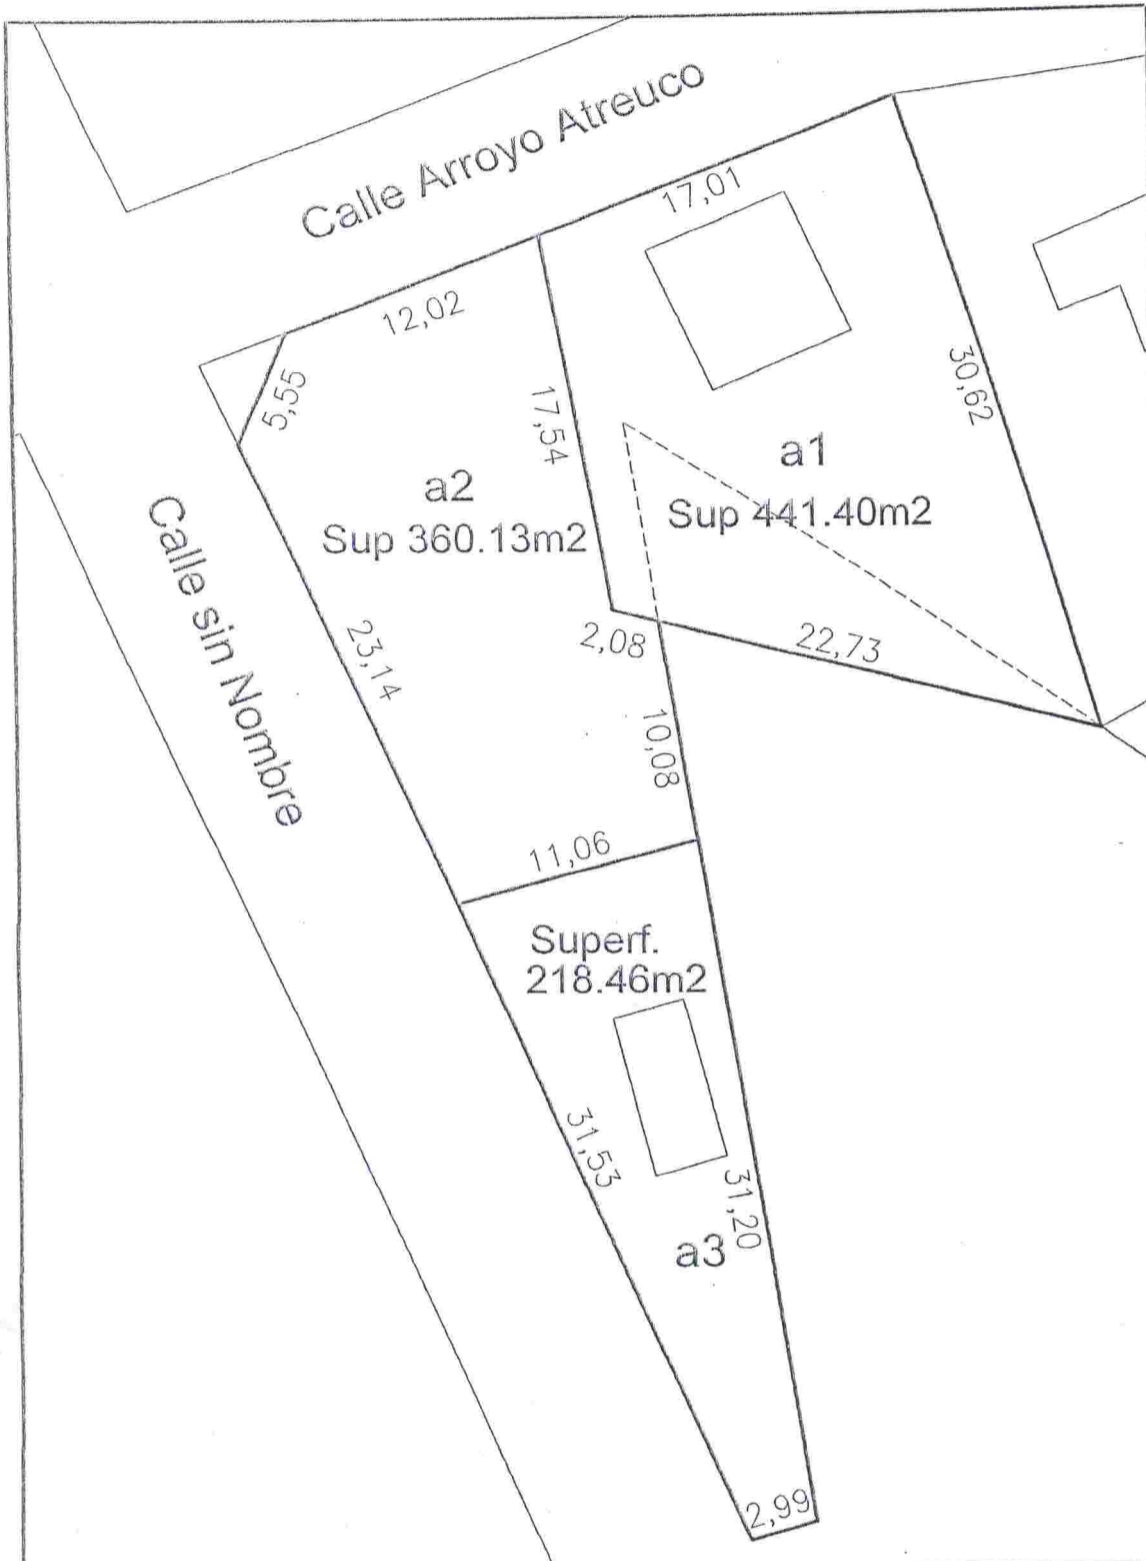 Calle Arroyo Atreuco
17,01
12,02
5,55
17,54
30,62
a1
Sup 441.40m2
a2
Sup 360.13m2
Calle sin Nombre
23,14
2,08
22,73
10,08
11,06
Superf.
218.46m2
31,53
31,20
a3
2,99